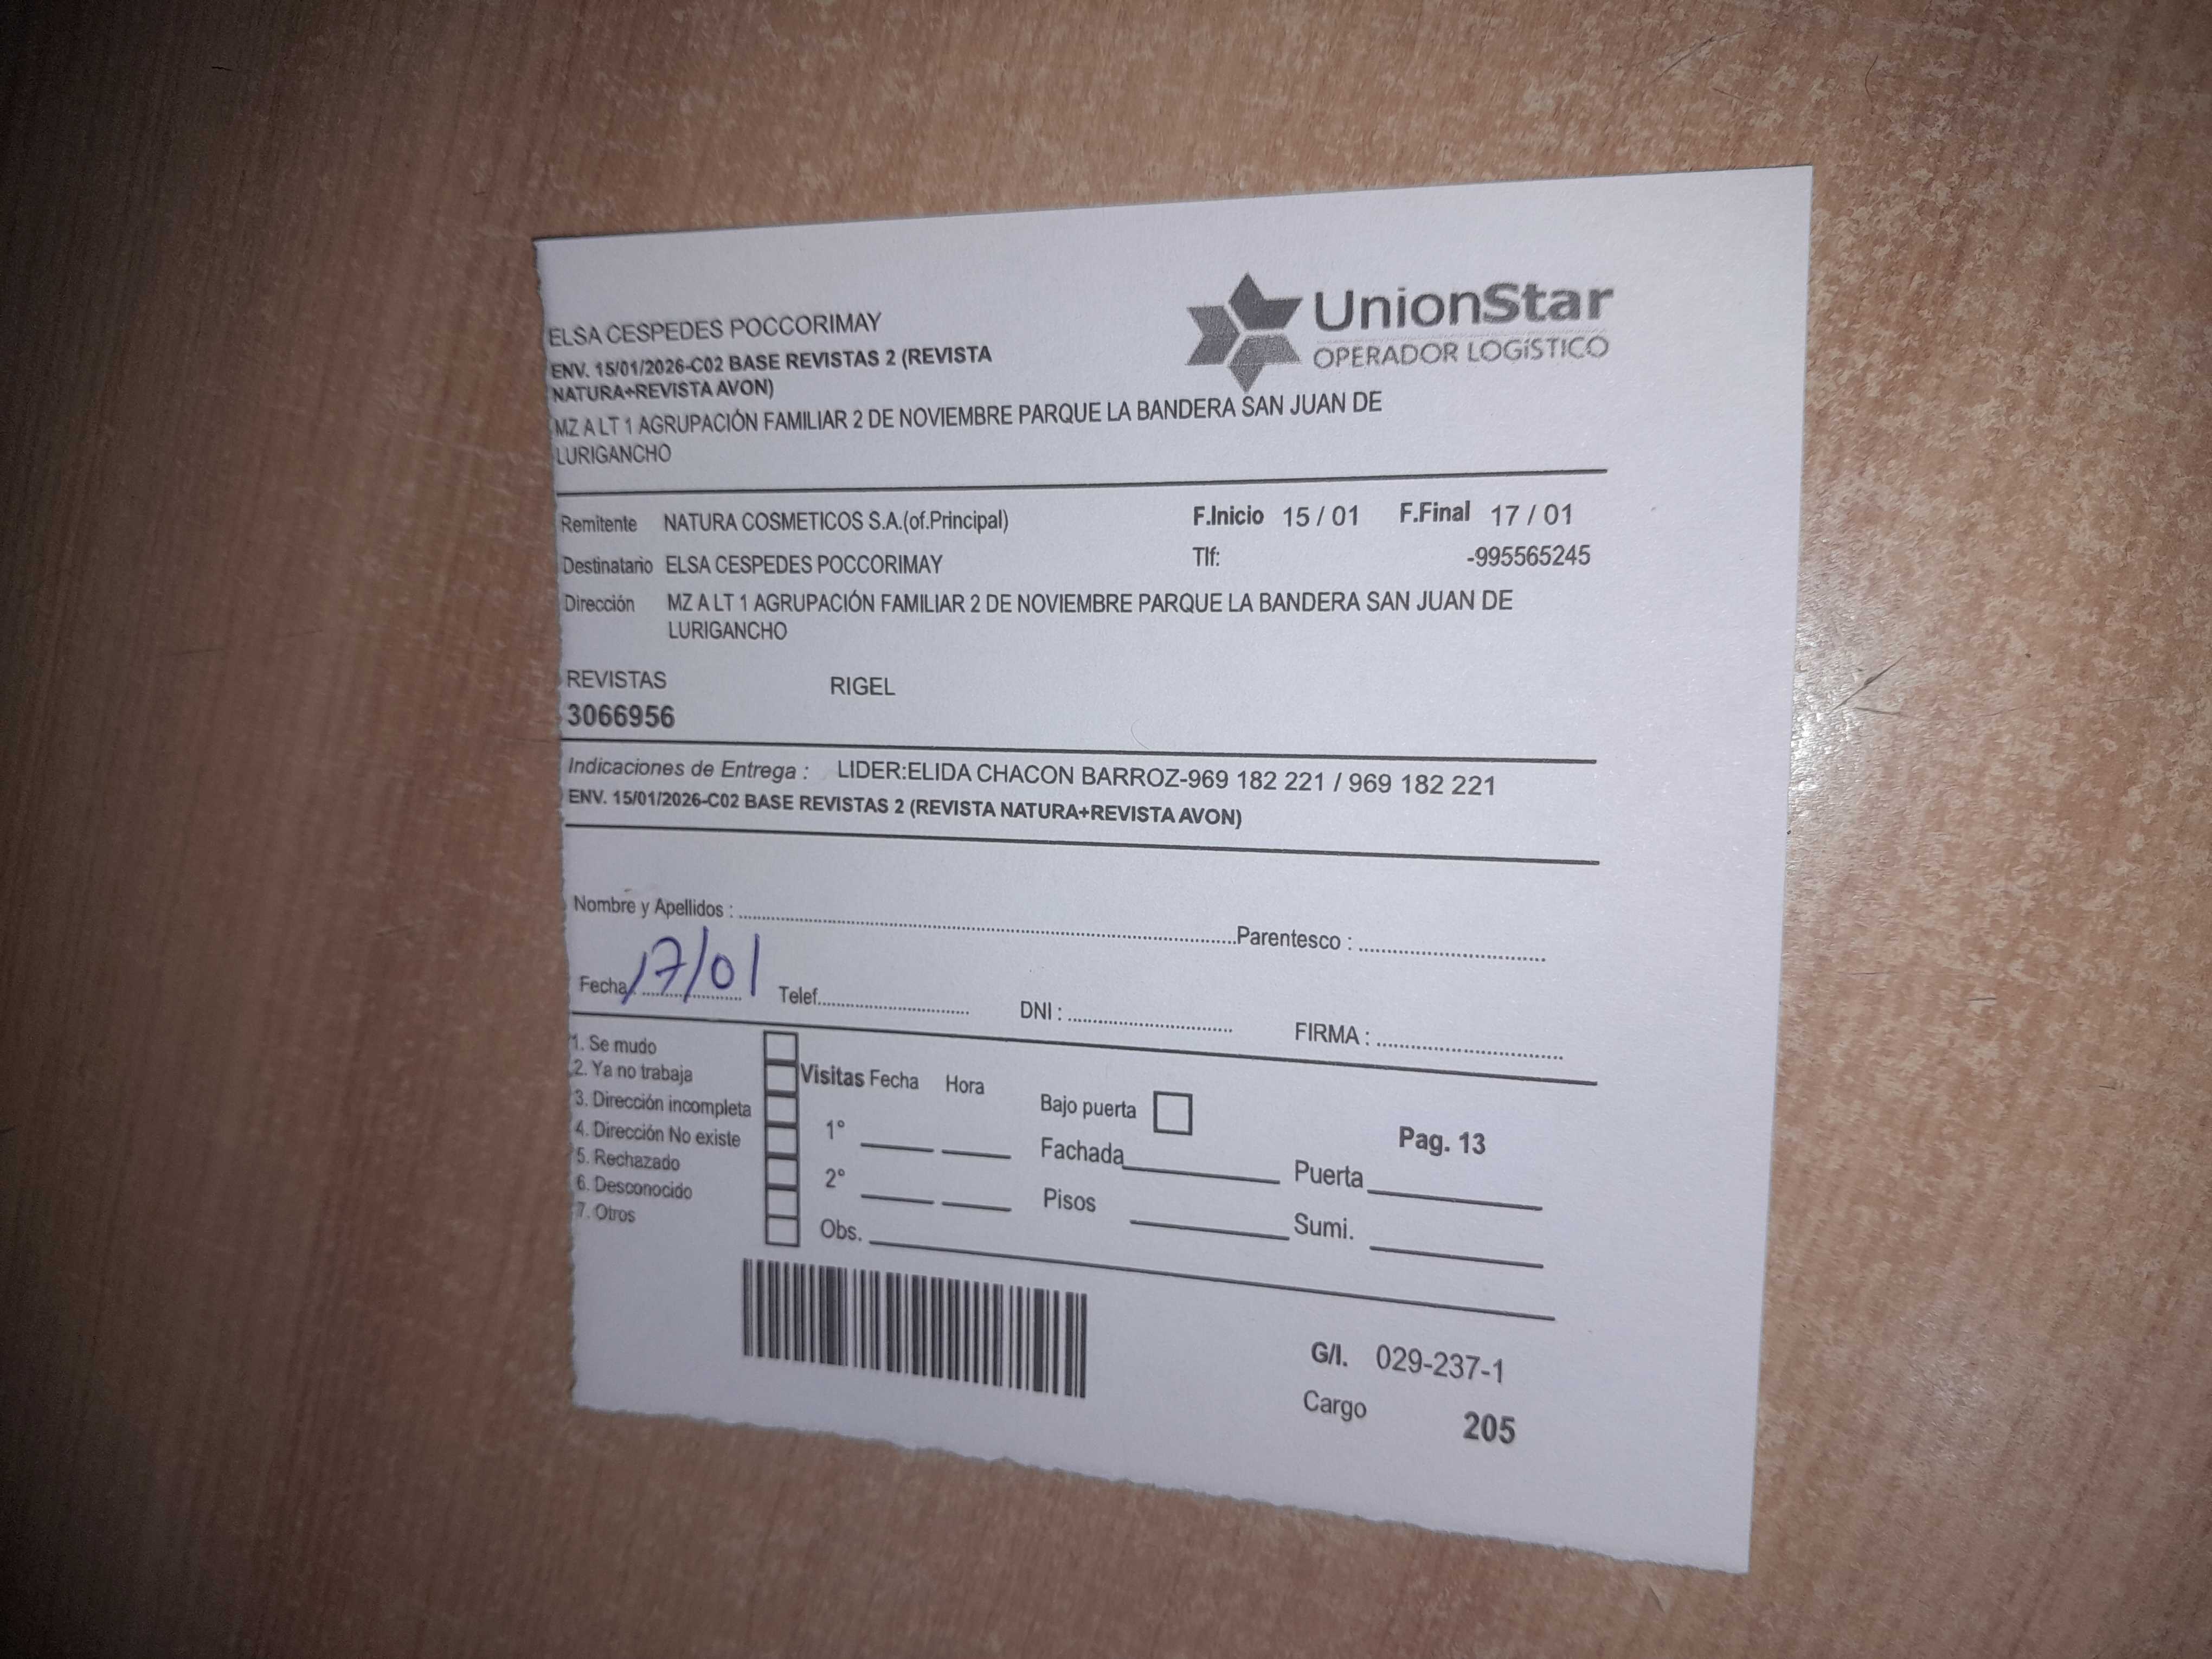 ELSA CESPEDES POCCORIMAY
ENV. 15/01/2026-C02 BASE REVISTAS 2 (REVISTA
NATURA+REVISTA AVON)
MZ A LT 1 AGRUPACIÓN FAMILIAR 2 DE NOVIEMBRE PARQUE LA BANDERA SAN JUAN DE
LURIGANCHO
UnionStar
OPERADOR LOGÍSTICO
Remitente NATURA COSMETICOS S.A.(of.Principal) F.Inicio 15 / 01 F.Final 17 / 01
Destinatario ELSA CESPEDES POCCORIMAY Tlf: -995565245
Dirección MZ A LT 1 AGRUPACIÓN FAMILIAR 2 DE NOVIEMBRE PARQUE LA BANDERA SAN JUAN DE
LURIGANCHO
REVISTAS RIGEL
3066956
Indicaciones de Entrega : LIDER:ELIDA CHACON BARROZ-969 182 221 / 969 182 221
ENV. 15/01/2026-C02 BASE REVISTAS 2 (REVISTA NATURA+REVISTA AVON)
Nombre y Apellidos : Parentesco :
Fecha 17/01 Telef. DNI : FIRMA :
1. Se mudo
2. Ya no trabaja
3. Dirección incompleta
4. Dirección No existe
5. Rechazado
6. Desconocido
7. Otros
Visitas Fecha Hora
1°
2°
Obs.
Bajo puerta
Fachada
Pisos
Pag. 13
Puerta
Sumi.
G/I. 029-237-1
Cargo 205